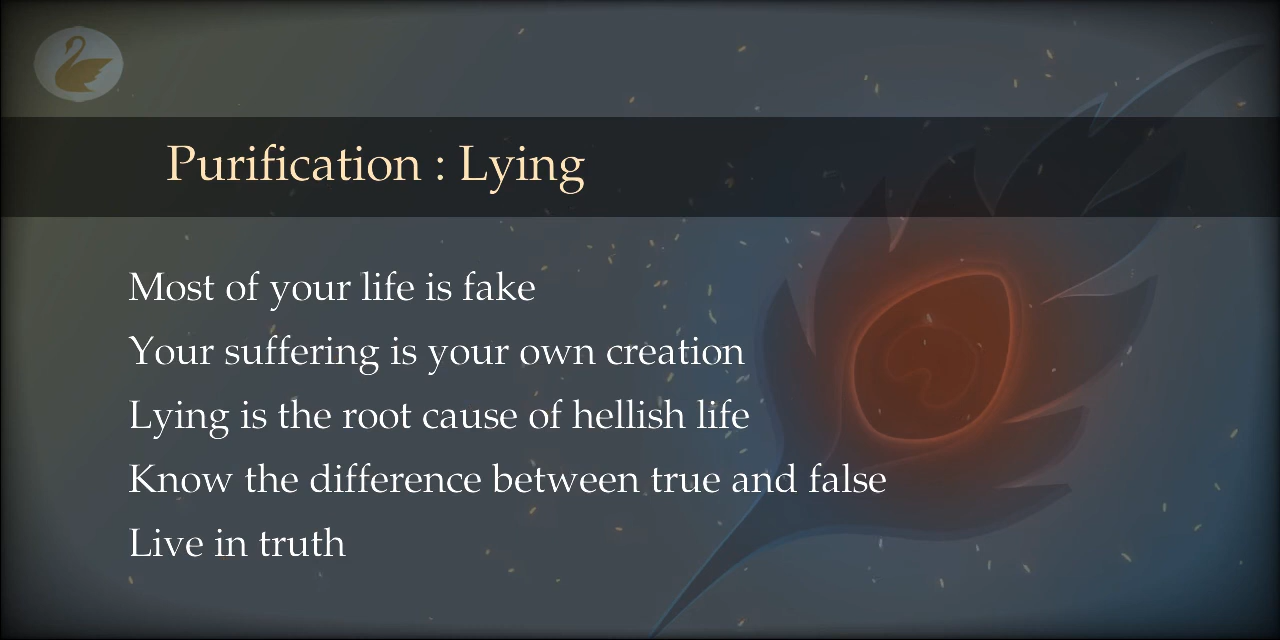 Purification : Lying
Most of your life is fake
Your suffering is your own creation
Lying is the root cause of hellish life
Know the difference between true and false
Live in truth